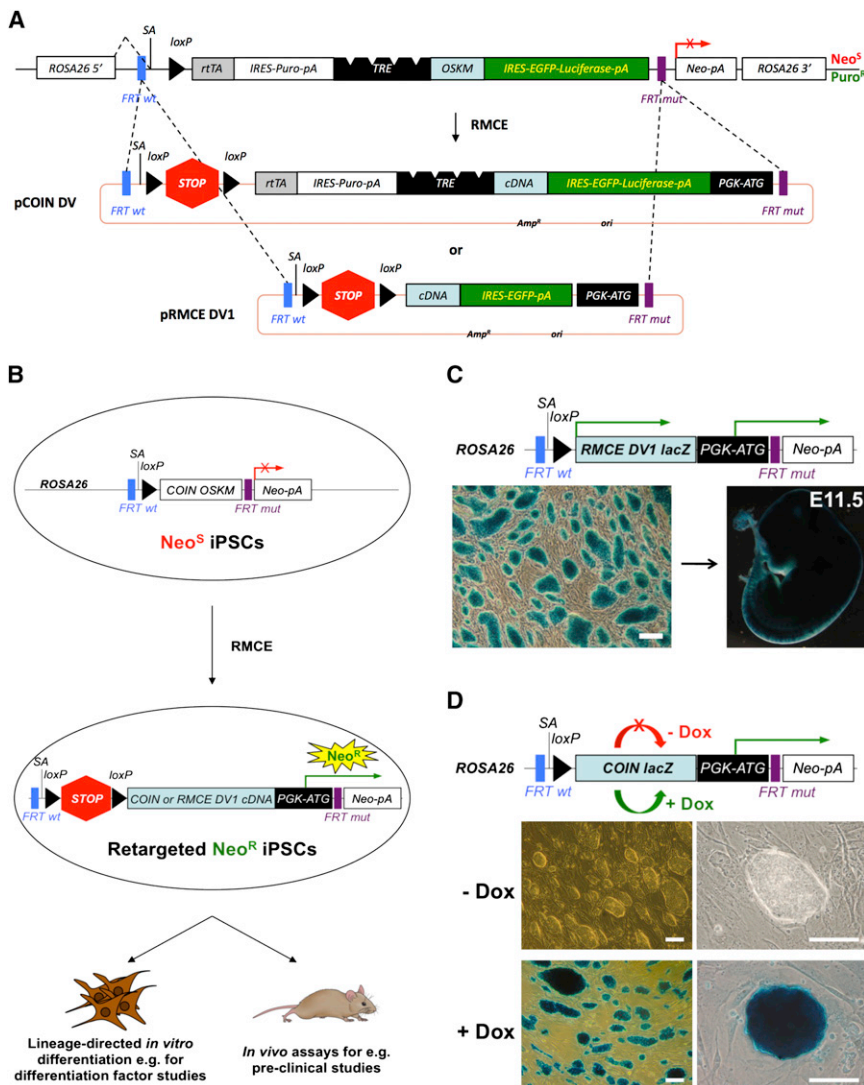 A
SA
loxP
ROSA26 5’
rtTA
IRES-Puro-pA
TRE
OSKM
IRES-EGFP-Luciferase-pA
Neo-pA
ROSA26 3’
Neo^S
Puro^R
FRT wt
FRT mut
RMCE
SA
loxP
loxP
STOP
rtTA
IRES-Puro-pA
TRE
cDNA
IRES-EGFP-Luciferase-pA
PGK-ATG
pCOIN DV
FRT wt
FRT mut
Amp^R
ori
or
SA
loxP
loxP
STOP
cDNA
IRES-EGFP-pA
PGK-ATG
pRMCE DV1
FRT wt
FRT mut
Amp^R
ori
B
SA
loxP
ROSA26
COIN OSKM
Neo-pA
FRT wt
FRT mut
Neo^S iPSCs
RMCE
Neo^R
SA
loxP
loxP
STOP
COIN or RMCE DV1 cDNA
PGK-ATG
Neo-pA
FRT wt
FRT mut
Retargeted Neo^R iPSCs
Lineage-directed in vitro
differentiation e.g. for
differentiation factor studies
In vivo assays for e.g.
pre-clinical studies
C
SA
loxP
ROSA26
RMCE DV1 lacZ
PGK-ATG
Neo-pA
FRT wt
FRT mut
E11.5
D
SA
loxP
- Dox
ROSA26
COIN lacZ
PGK-ATG
Neo-pA
FRT wt
FRT mut
+ Dox
- Dox
+ Dox